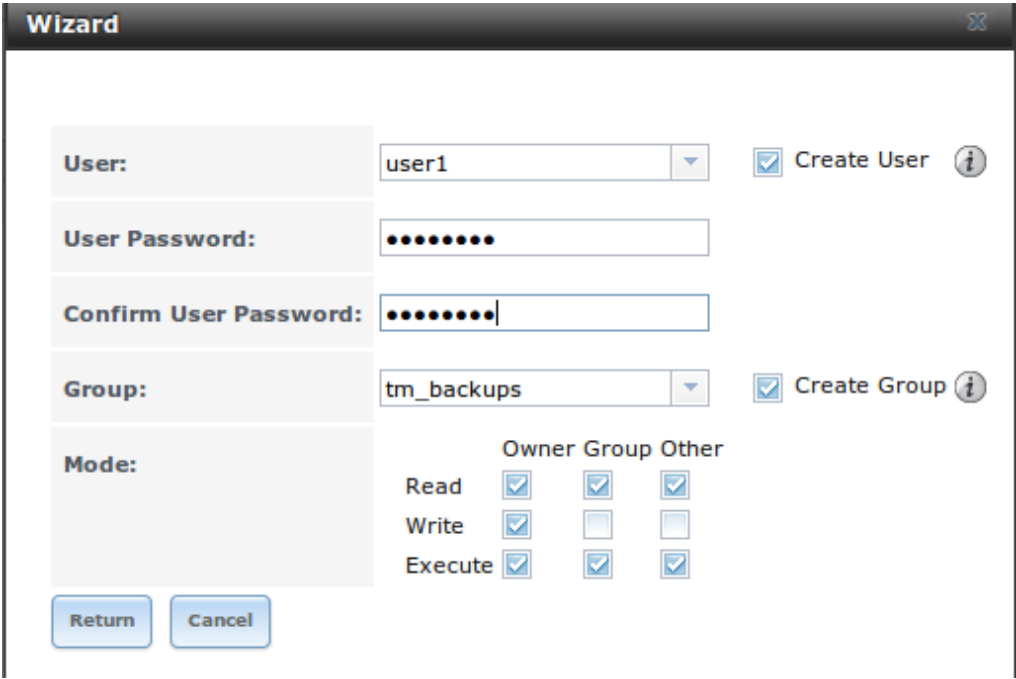 Wizard
User: user1 Create User i
User Password: ••••••••
Confirm User Password: ••••••••
Group: tm_backups Create Group i
Mode: Owner Group Other
Read
Write
Execute
Return Cancel